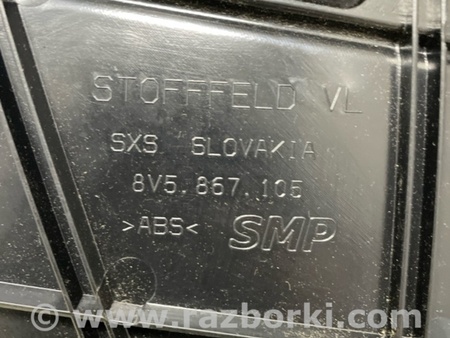 STOFFFELD VL
SXS SLOVAKIA
8V5.867.105
>ABS< SMP
© www.razborki.com